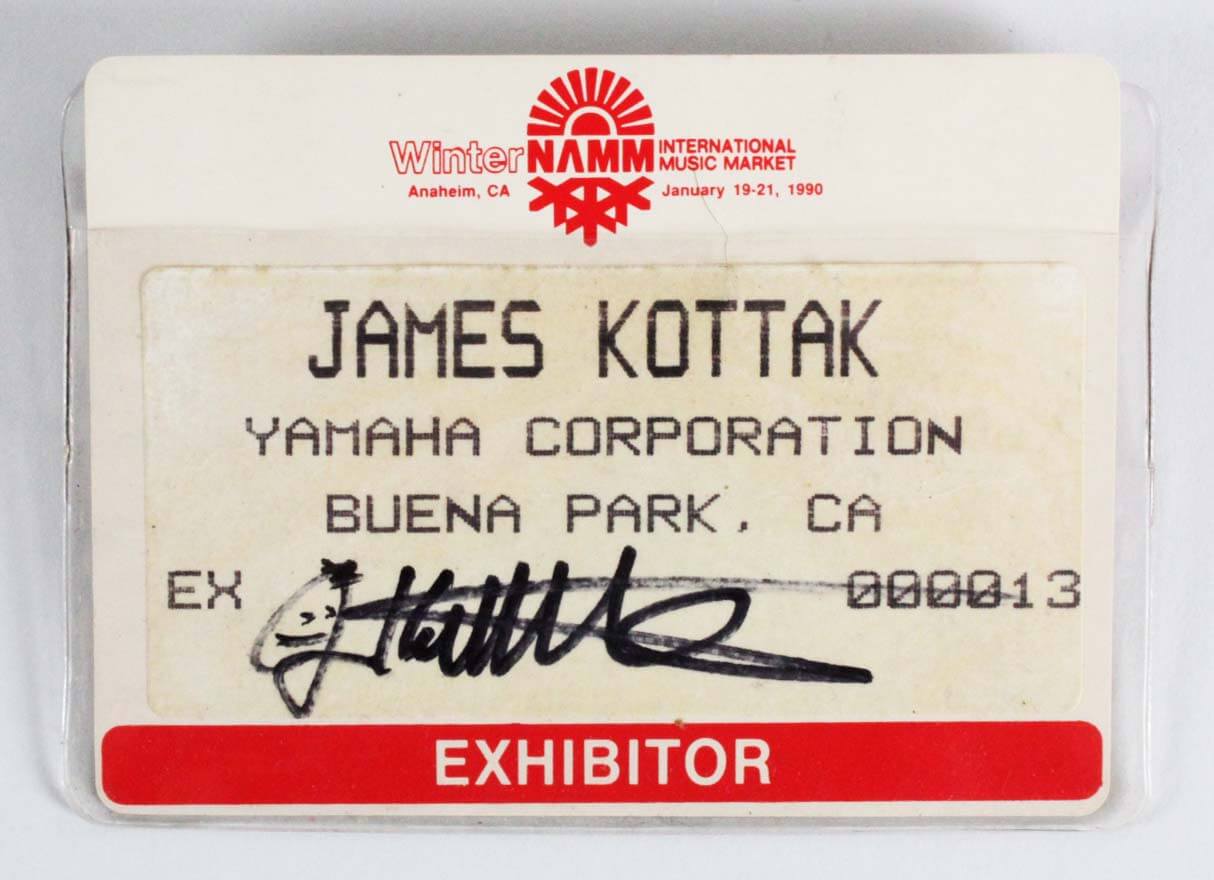 Winter NAMM INTERNATIONAL MUSIC MARKET
Anaheim, CA January 19-21, 1990
JAMES KOTTAK
YAMAHA CORPORATION
BUENA PARK, CA
EX 000013
EXHIBITOR